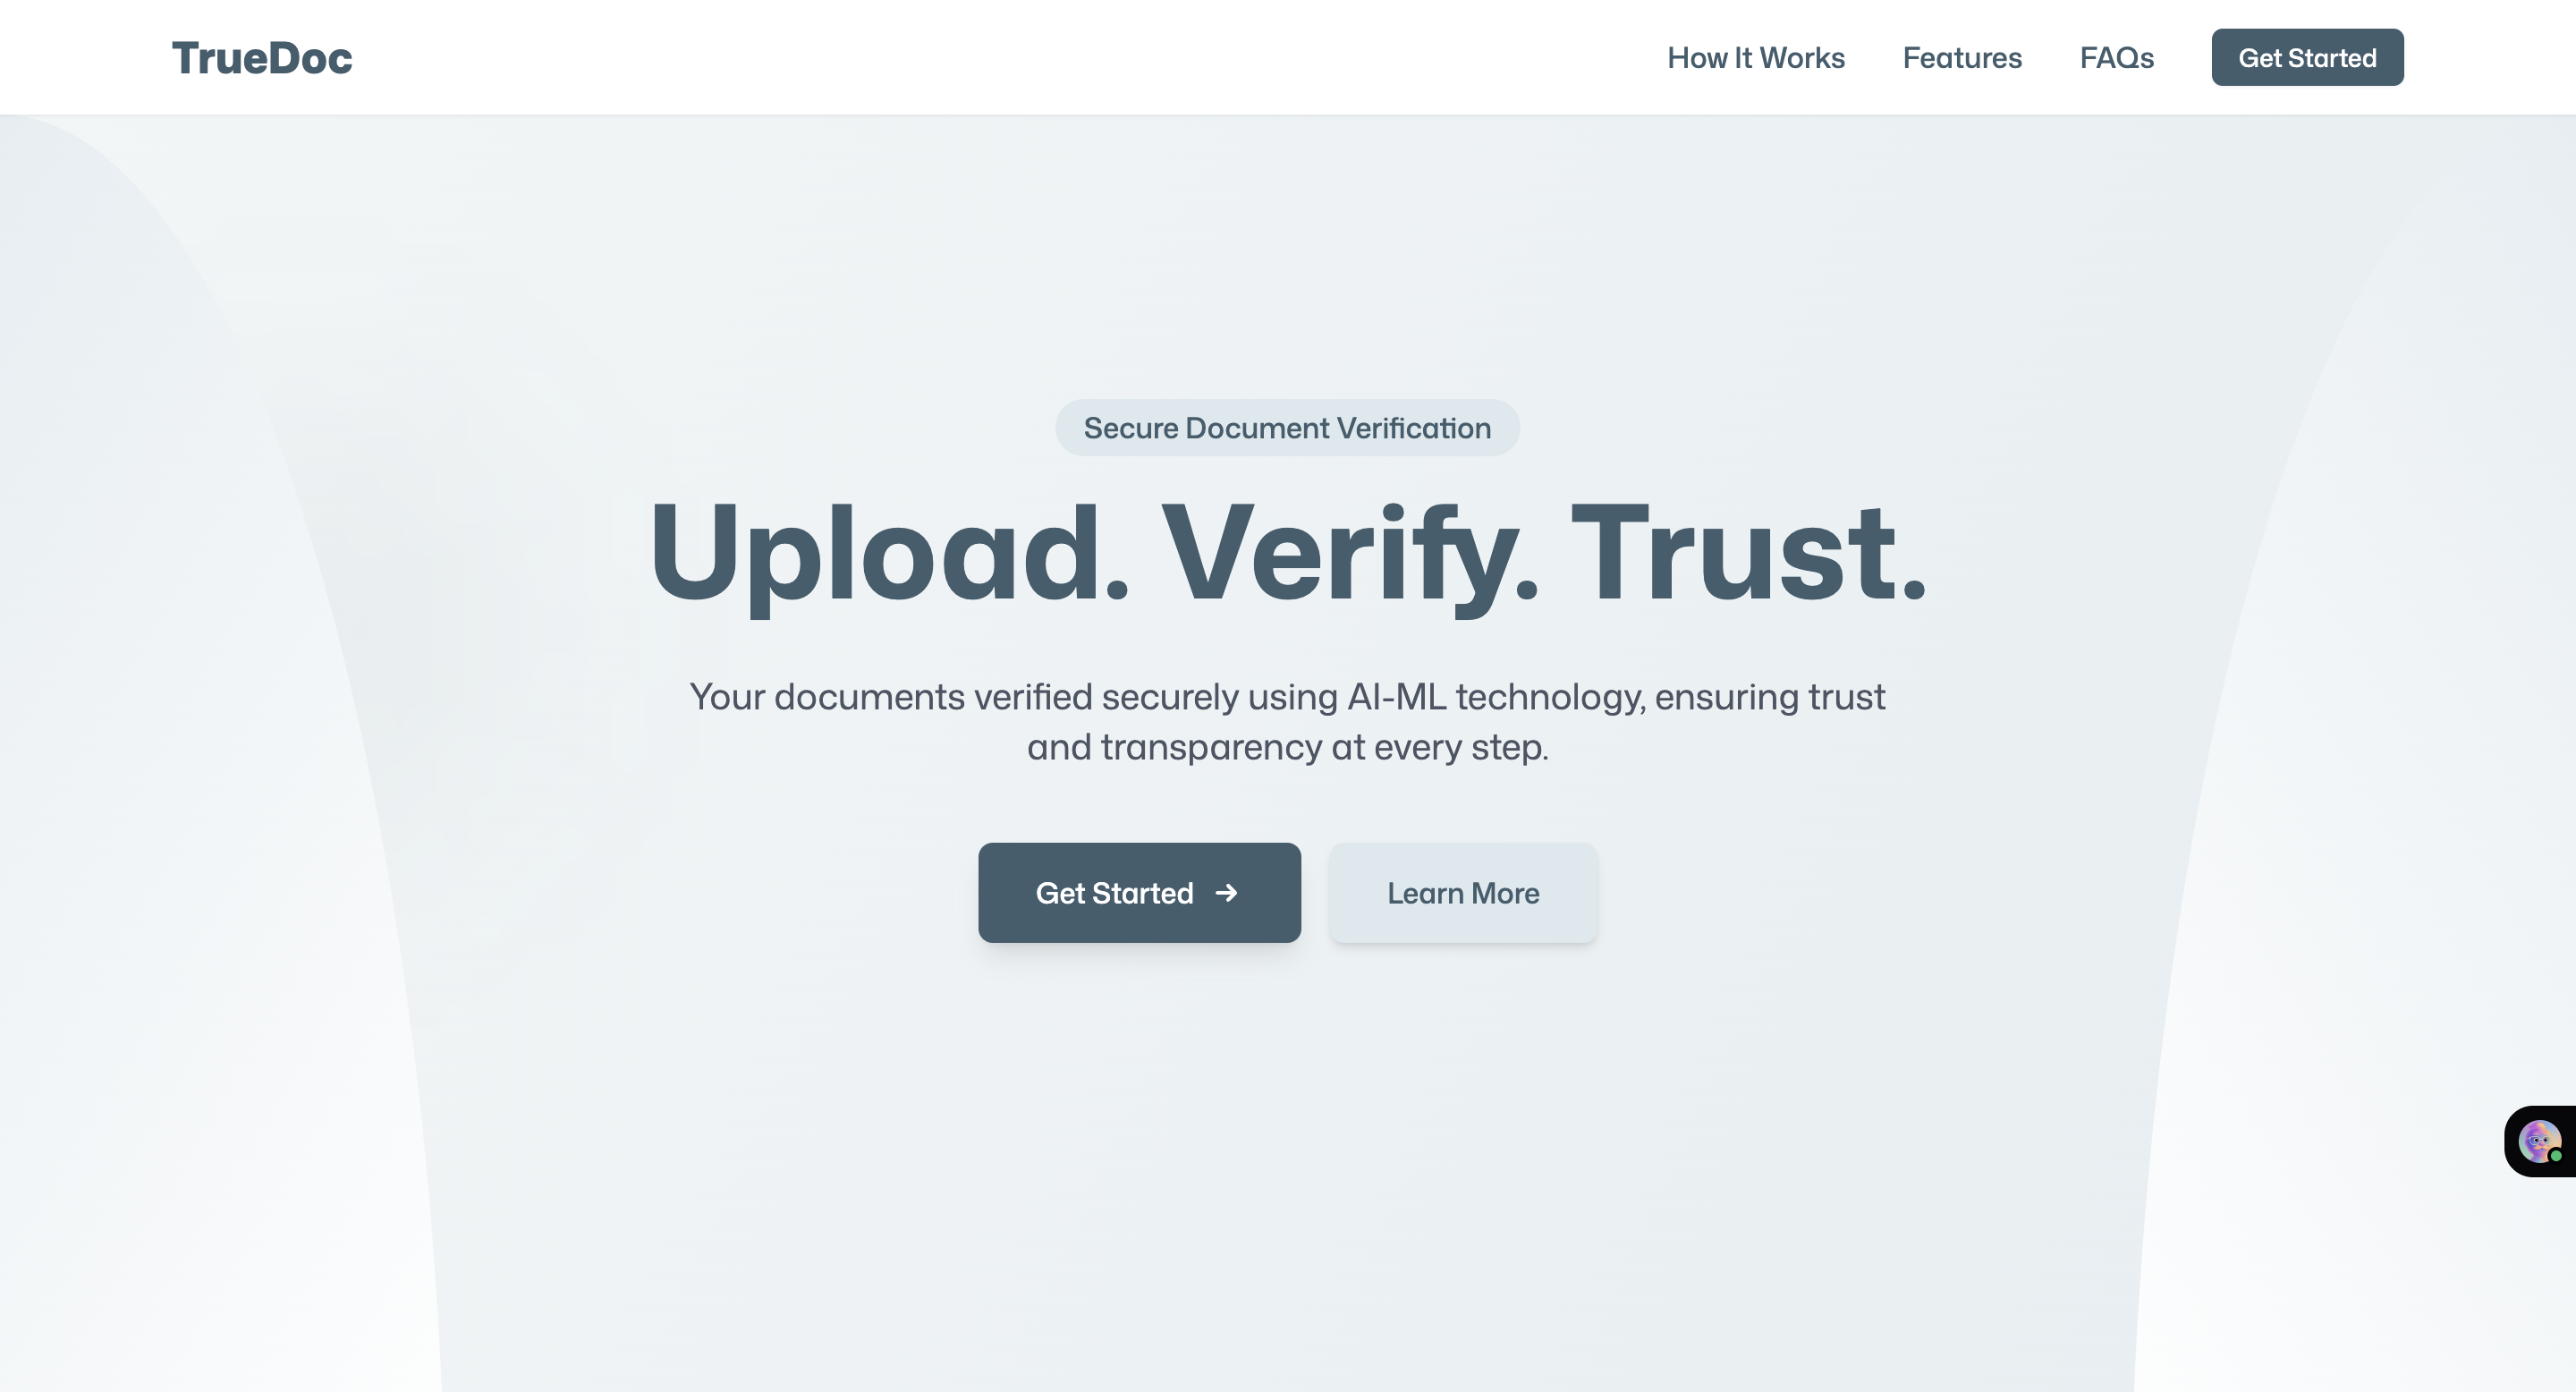 TrueDoc
How It Works
Features
FAQs
Get Started
Secure Document Verification
Upload. Verify. Trust.
Your documents verified securely using AI-ML technology, ensuring trust
and transparency at every step.
Get Started →
Learn More